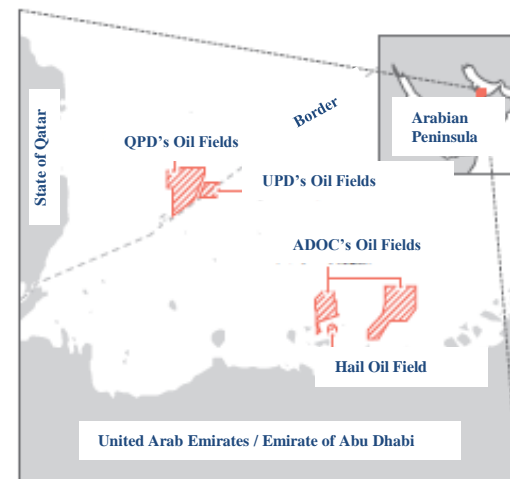 Arabian
Peninsula
Border
State of Qatar
QPD's Oil Fields
UPD's Oil Fields
ADOC's Oil Fields
Hail Oil Field
United Arab Emirates / Emirate of Abu Dhabi